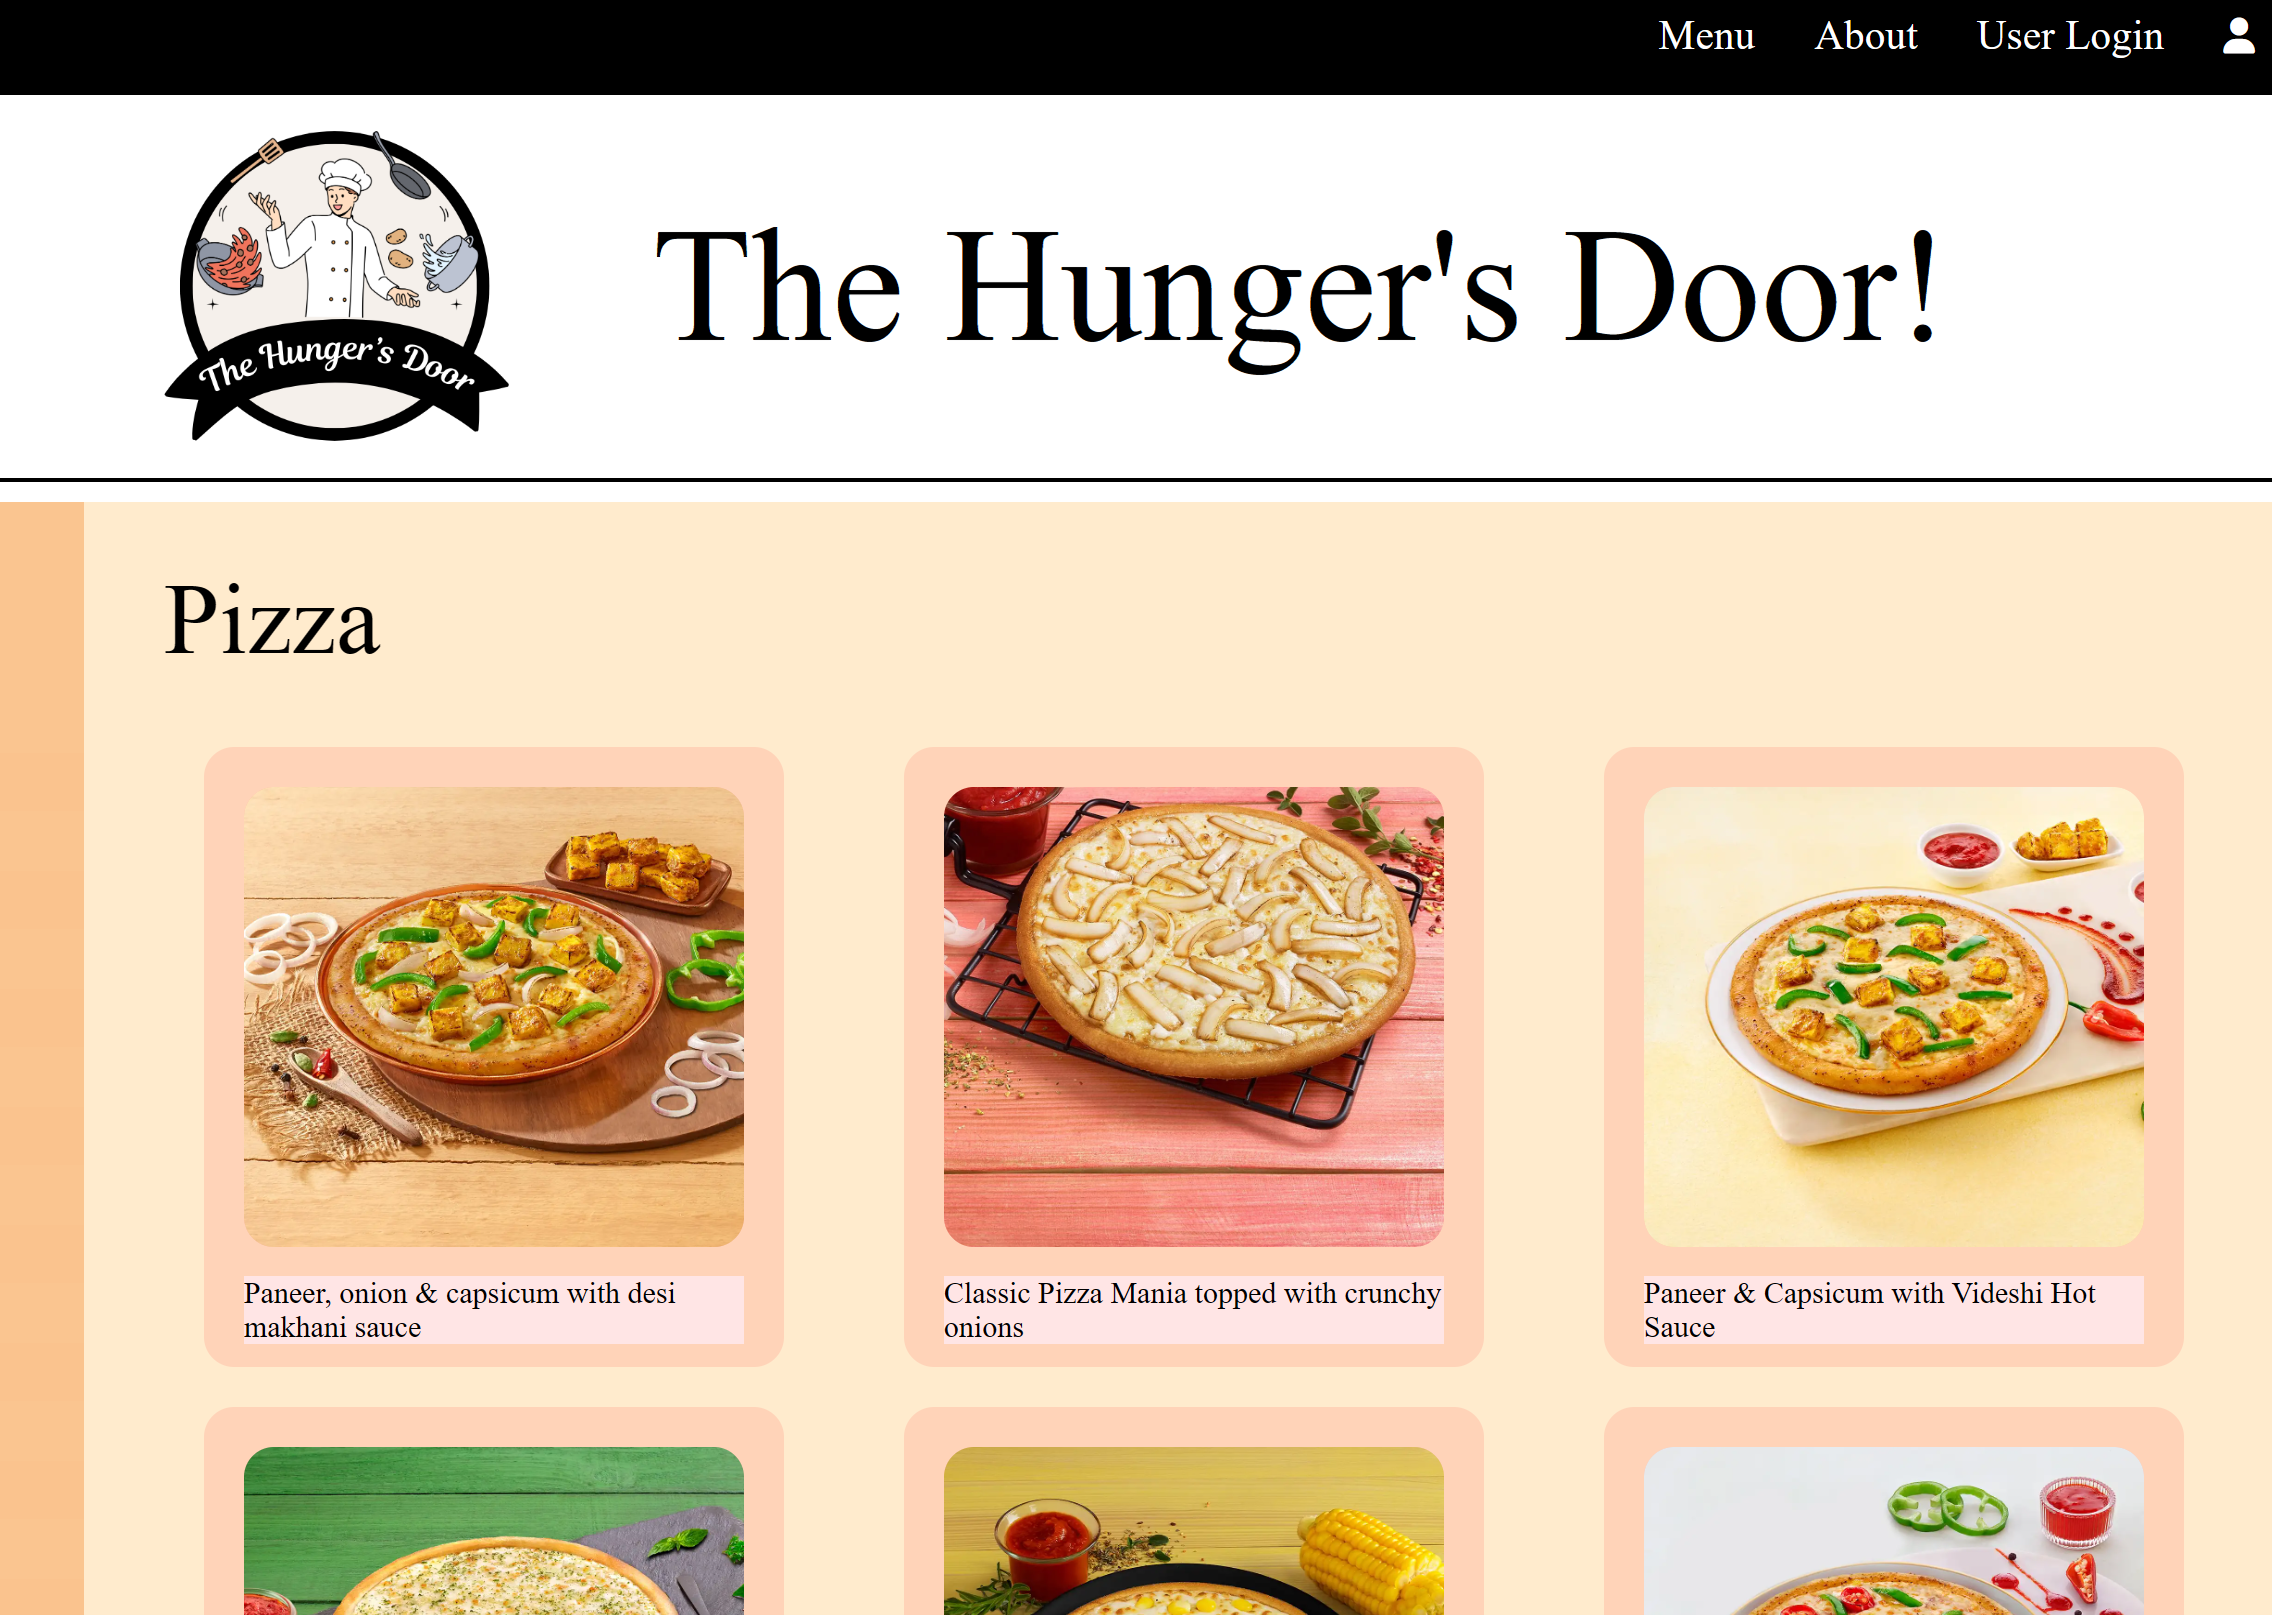 Menu About User Login
The Hunger's Door
The Hunger's Door!
Pizza
Paneer, onion & capsicum with desi
makhani sauce
Classic Pizza Mania topped with crunchy
onions
Paneer & Capsicum with Videshi Hot
Sauce